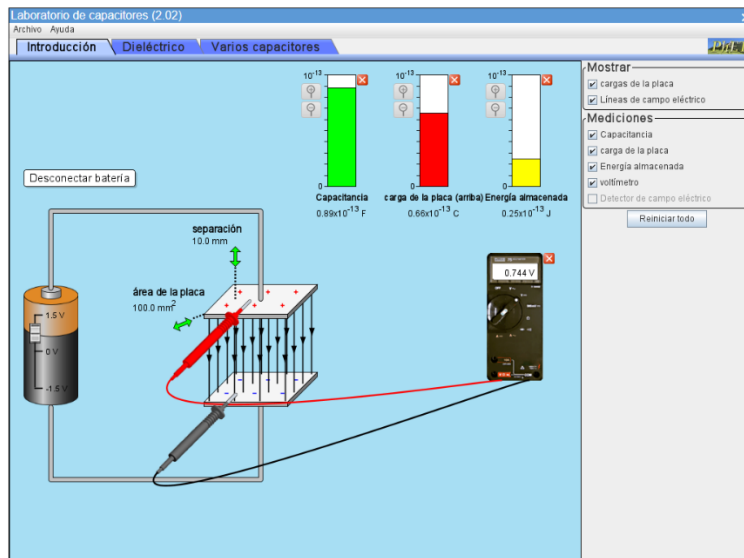 Laboratorio de capacitores (2.02)
Archivo Ayuda
Introducción Dieléctrico Varios capacitores
Mostrar
cargas de la placa
Líneas de campo eléctrico
Mediciones
Capacitancia
carga de la placa
Energía almacenada
voltímetro
Detector de campo eléctrico
Reiniciar todo
10-13 10-13 10-13
0 0 0
Capacitancia carga de la placa (arriba) Energía almacenada
0.89x10-13 F 0.66x10-13 C 0.25x10-13 J
Desconectar batería
separación
10.0 mm
área de la placa
100.0 mm2
1.5 V
0 V
-1.5 V
0.744 V